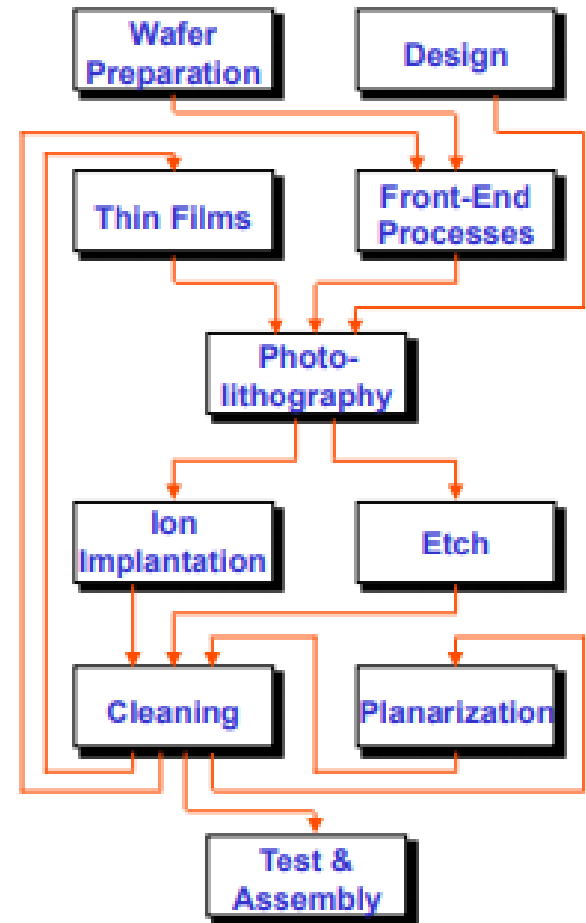 Wafer
Preparation
Design
Thin Films
Front-End
Processes
Photo-
lithography
Ion
Implantation
Etch
Cleaning
Planarization
Test &
Assembly